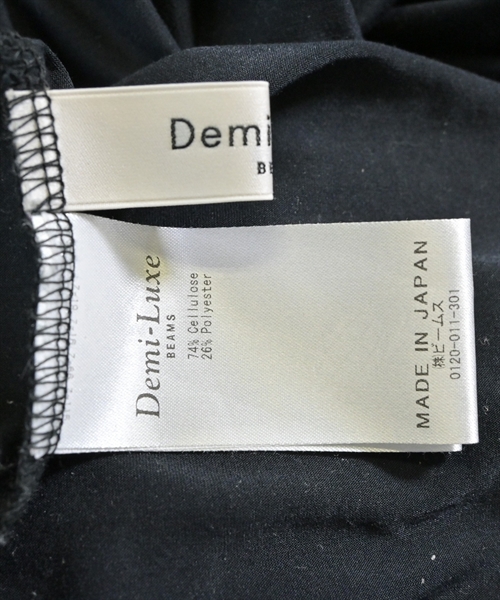 Demi
BE
Demi-Luxe
BEAMS
74% Cellulose
26% Polyester
MADE IN JAPAN
㈱ビームス
0120-011-301